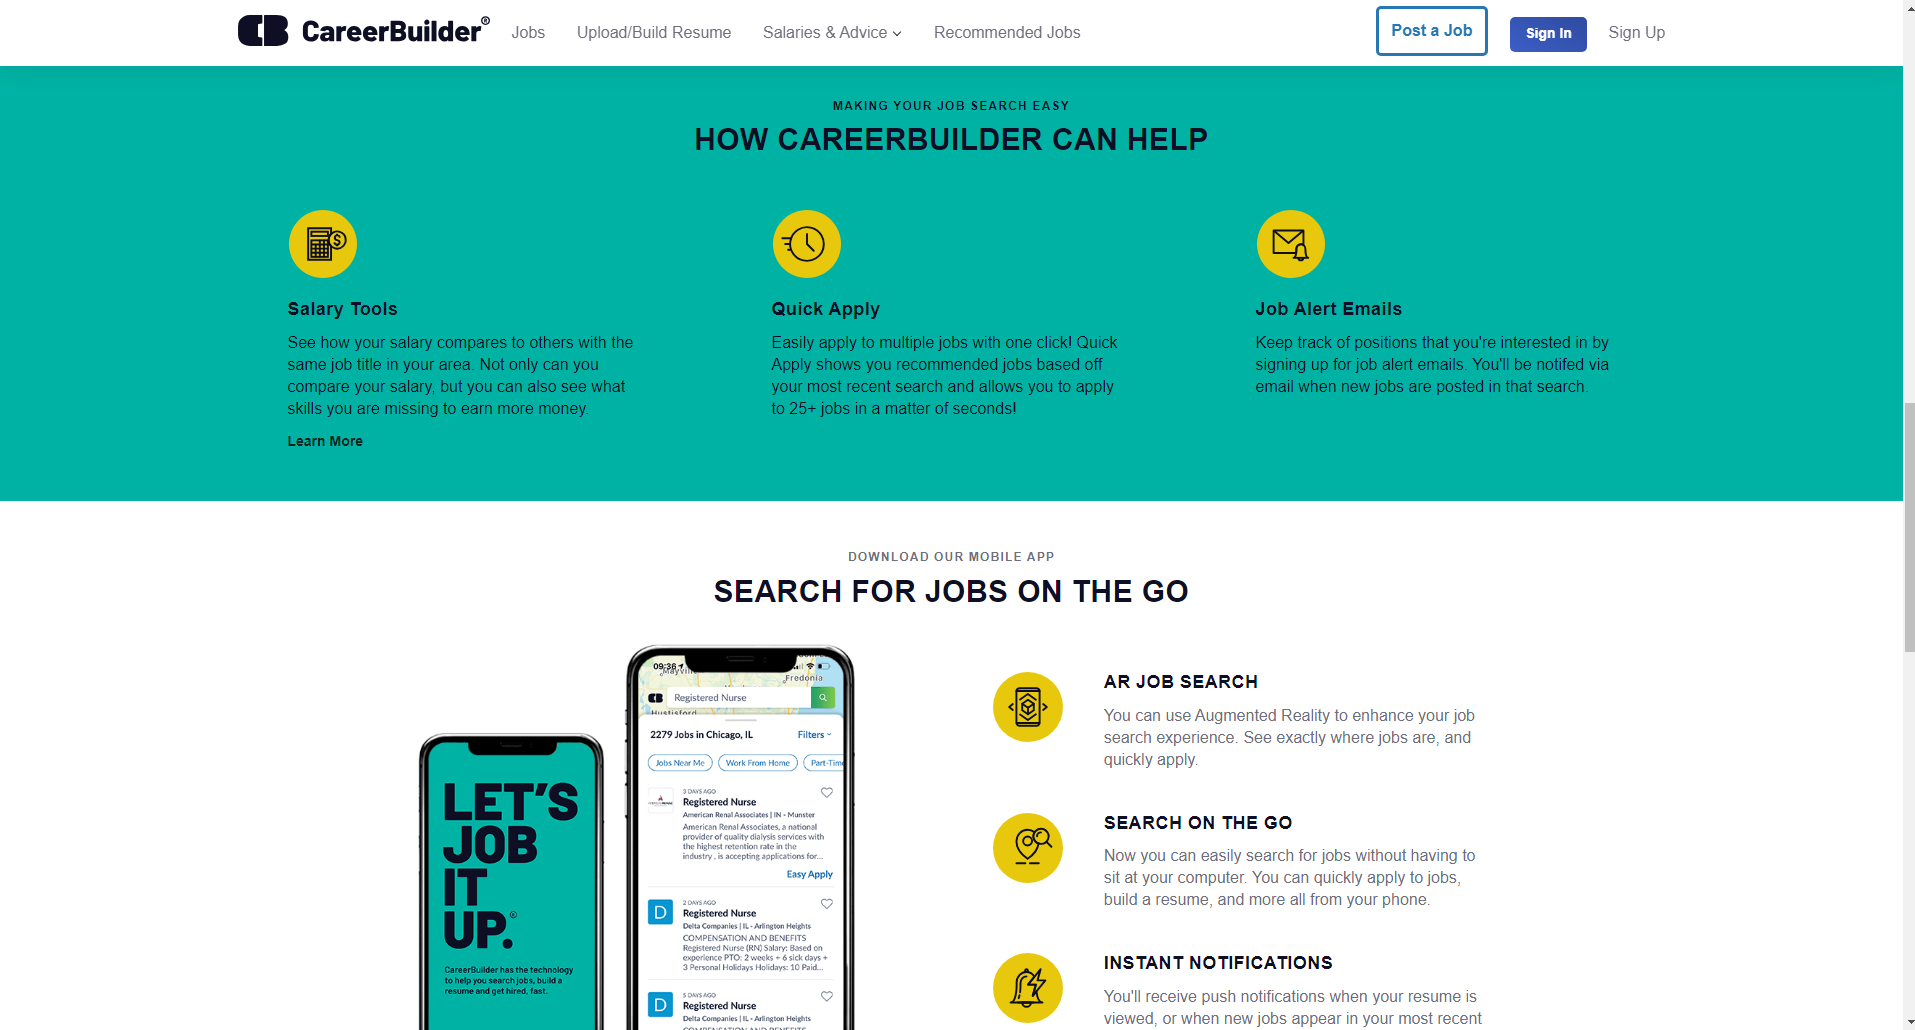 CareerBuilder®
Jobs
Upload/Build Resume
Salaries & Advice
Recommended Jobs
Post a Job
Sign In
Sign Up
MAKING YOUR JOB SEARCH EASY
HOW CAREERBUILDER CAN HELP
Salary Tools
See how your salary compares to others with the
same job title in your area. Not only can you
compare your salary, but you can also see what
skills you are missing to earn more money.
Learn More
Quick Apply
Easily apply to multiple jobs with one click! Quick
Apply shows you recommended jobs based off
your most recent search and allows you to apply
to 25+ jobs in a matter of seconds!
Job Alert Emails
Keep track of positions that you're interested in by
signing up for job alert emails. You'll be notifed via
email when new jobs are posted in that search.
DOWNLOAD OUR MOBILE APP
SEARCH FOR JOBS ON THE GO
LET'S
JOB
IT
UP.®
CareerBuilder has the technology
to help you search jobs, build a
resume and get hired, fast.
09:36
Fredonia
Registered Nurse
Hustisford
2279 Jobs in Chicago, IL
Filters
Jobs Near Me
Work From Home
Part-Time
3 DAYS AGO
Registered Nurse
American Renal Associates | IN - Munster
American Renal Associates, a national
provider of quality dialysis services with
the highest retention rate in the
industry , is accepting applications for...
Easy Apply
D
2 DAYS AGO
Registered Nurse
Delta Companies | IL - Arlington Heights
COMPENSATION AND BENEFITS
Registered Nurse (RN) Salary: Based on
experience PTO: 2 weeks + 6 sick days +
3 Personal Holidays Holidays: 10 Paid...
D
5 DAYS AGO
Registered Nurse
Delta Companies | IL - Arlington Heights
COMPENSATION AND BENEFITS
AR JOB SEARCH
You can use Augmented Reality to enhance your job
search experience. See exactly where jobs are, and
quickly apply.
SEARCH ON THE GO
Now you can easily search for jobs without having to
sit at your computer. You can quickly apply to jobs,
build a resume, and more all from your phone.
INSTANT NOTIFICATIONS
You'll receive push notifications when your resume is
viewed, or when new jobs appear in your most recent